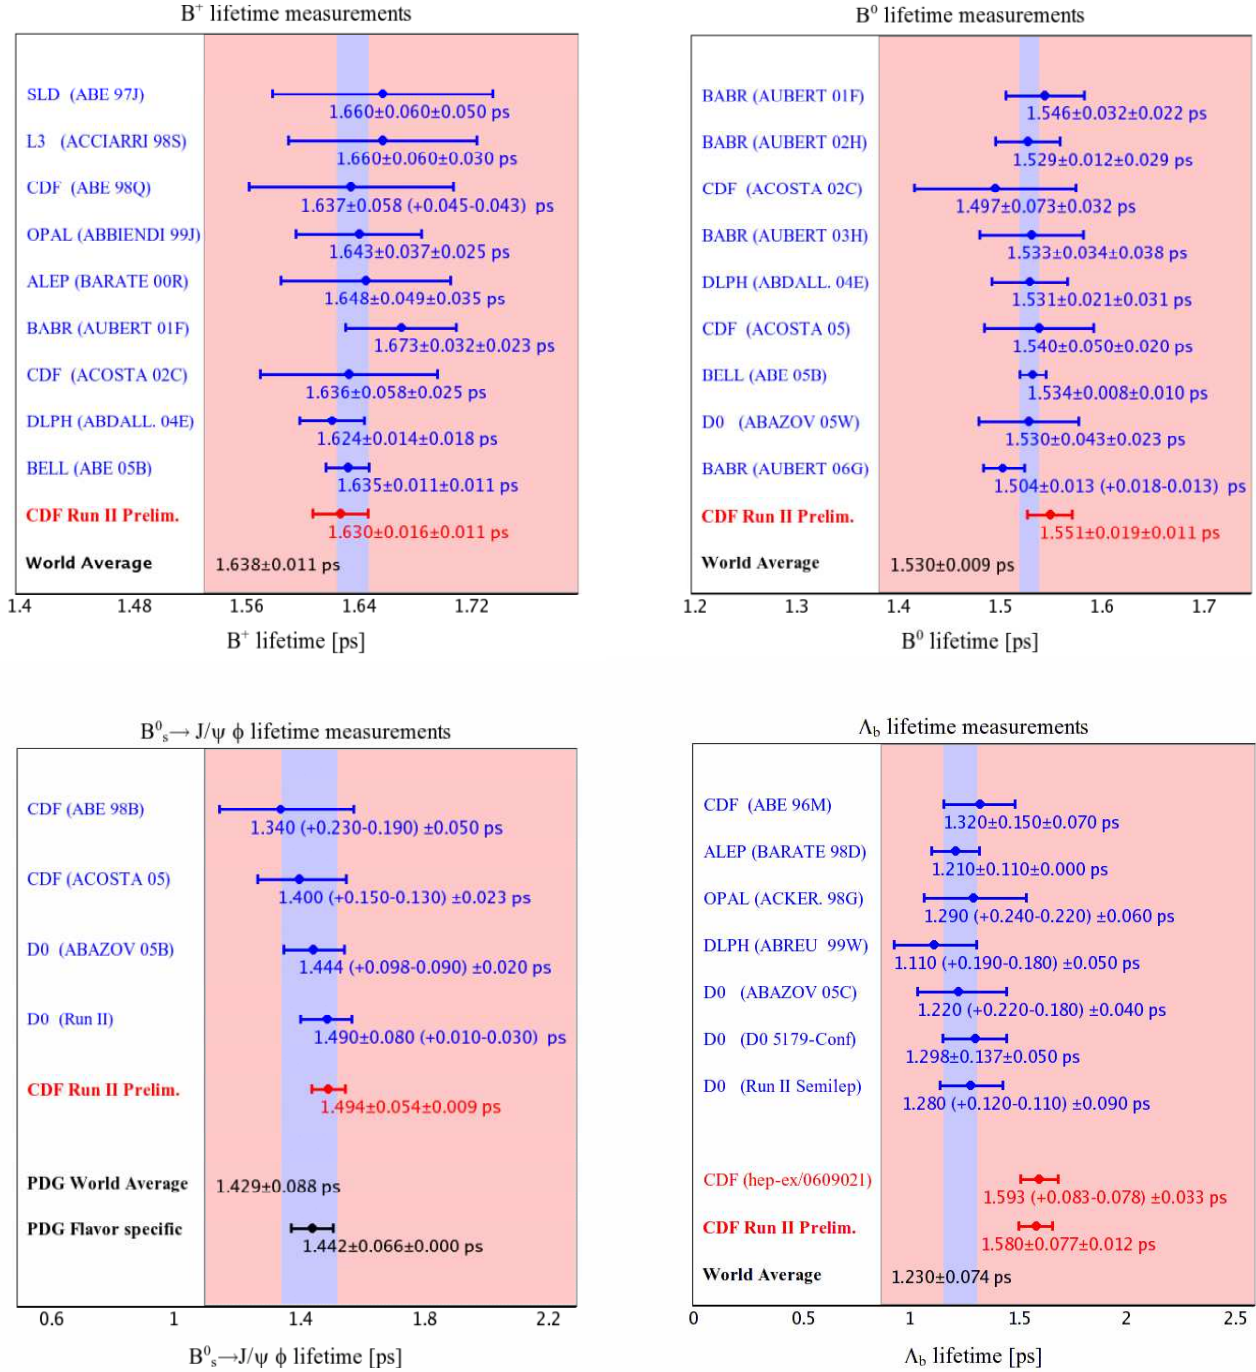 B⁺ lifetime measurements
SLD (ABE 97J)
1.660±0.060±0.050 ps
L3 (ACCIARRI 98S)
1.660±0.060±0.030 ps
CDF (ABE 98Q)
1.637±0.058 (+0.045-0.043) ps
OPAL (ABBIENDI 99J)
1.643±0.037±0.025 ps
ALEP (BARATE 00R)
1.648±0.049±0.035 ps
BABR (AUBERT 01F)
1.673±0.032±0.023 ps
CDF (ACOSTA 02C)
1.636±0.058±0.025 ps
DLPH (ABDALL. 04E)
1.624±0.014±0.018 ps
BELL (ABE 05B)
1.635±0.011±0.011 ps
CDF Run II Prelim.
1.630±0.016±0.011 ps
World Average
1.638±0.011 ps
1.4 1.48 1.56 1.64 1.72
B⁺ lifetime [ps]
B⁰ lifetime measurements
BABR (AUBERT 01F)
1.546±0.032±0.022 ps
BABR (AUBERT 02H)
1.529±0.012±0.029 ps
CDF (ACOSTA 02C)
1.497±0.073±0.032 ps
BABR (AUBERT 03H)
1.533±0.034±0.038 ps
DLPH (ABDALL. 04E)
1.531±0.021±0.031 ps
CDF (ACOSTA 05)
1.540±0.050±0.020 ps
BELL (ABE 05B)
1.534±0.008±0.010 ps
D0 (ABAZOV 05W)
1.530±0.043±0.023 ps
BABR (AUBERT 06G)
1.504±0.013 (+0.018-0.013) ps
CDF Run II Prelim.
1.551±0.019±0.011 ps
World Average
1.530±0.009 ps
1.2 1.3 1.4 1.5 1.6 1.7
B⁰ lifetime [ps]
B⁰ₛ→ J/ψ ϕ lifetime measurements
CDF (ABE 98B)
1.340 (+0.230-0.190) ±0.050 ps
CDF (ACOSTA 05)
1.400 (+0.150-0.130) ±0.023 ps
D0 (ABAZOV 05B)
1.444 (+0.098-0.090) ±0.020 ps
D0 (Run II)
1.490±0.080 (+0.010-0.030) ps
CDF Run II Prelim.
1.494±0.054±0.009 ps
PDG World Average
1.429±0.088 ps
PDG Flavor specific
1.442±0.066±0.000 ps
0.6 1 1.4 1.8 2.2
B⁰ₛ→J/ψ ϕ lifetime [ps]
Λb lifetime measurements
CDF (ABE 96M)
1.320±0.150±0.070 ps
ALEP (BARATE 98D)
1.210±0.110±0.000 ps
OPAL (ACKER. 98G)
1.290 (+0.240-0.220) ±0.060 ps
DLPH (ABREU 99W)
1.110 (+0.190-0.180) ±0.050 ps
D0 (ABAZOV 05C)
1.220 (+0.220-0.180) ±0.040 ps
D0 (D0 5179-Conf)
1.298±0.137±0.050 ps
D0 (Run II Semilep)
1.280 (+0.120-0.110) ±0.090 ps
CDF (hep-ex/0609021)
1.593 (+0.083-0.078) ±0.033 ps
CDF Run II Prelim.
1.580±0.077±0.012 ps
World Average
1.230±0.074 ps
0 0.5 1 1.5 2 2.5
Λb lifetime [ps]